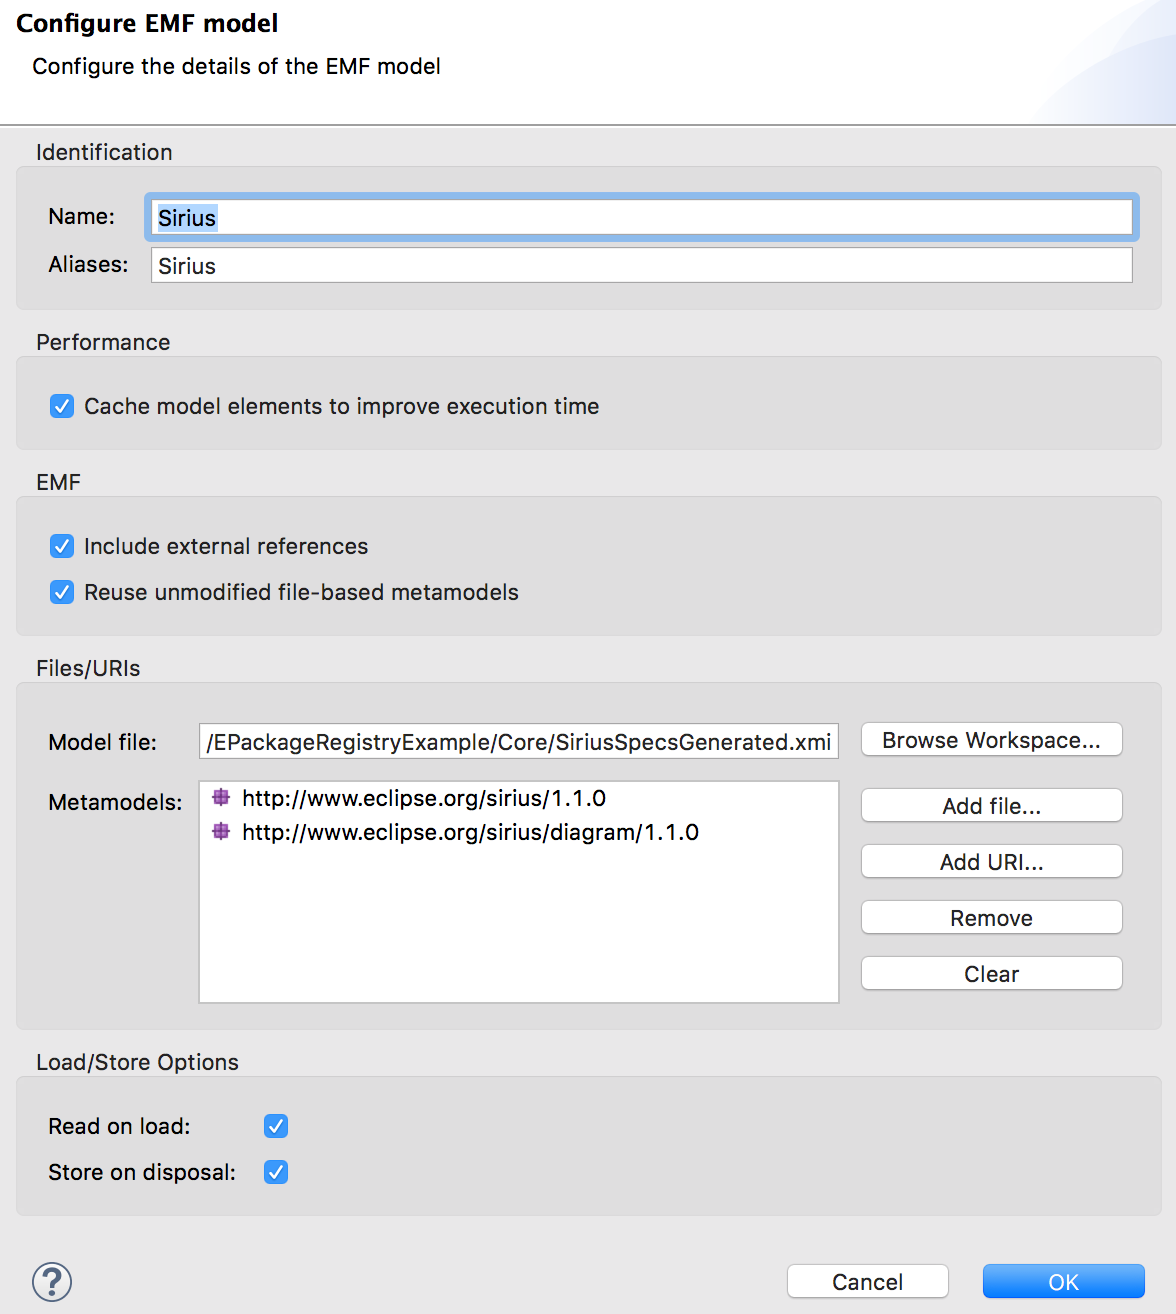 Configure EMF model
Configure the details of the EMF model
Identification
Name: Sirius
Aliases: Sirius
Performance
Cache model elements to improve execution time
EMF
Include external references
Reuse unmodified file-based metamodels
Files/URIs
Model file: /EPackageRegistryExample/Core/SiriusSpecsGenerated.xmi Browse Workspace...
Metamodels: http://www.eclipse.org/sirius/1.1.0 Add file...
http://www.eclipse.org/sirius/diagram/1.1.0
Add URI...
Remove
Clear
Load/Store Options
Read on load:
Store on disposal:
? Cancel OK